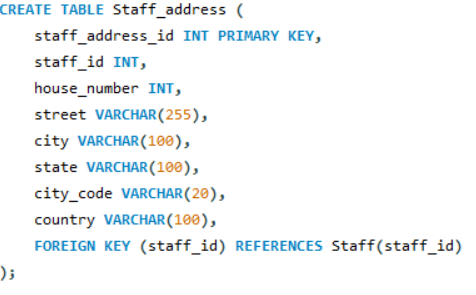 CREATE TABLE Staff_address (
staff_address_id INT PRIMARY KEY,
staff_id INT,
house_number INT,
street VARCHAR(255),
city VARCHAR(100),
state VARCHAR(100),
city_code VARCHAR(20),
country VARCHAR(100),
FOREIGN KEY (staff_id) REFERENCES Staff(staff_id)
);